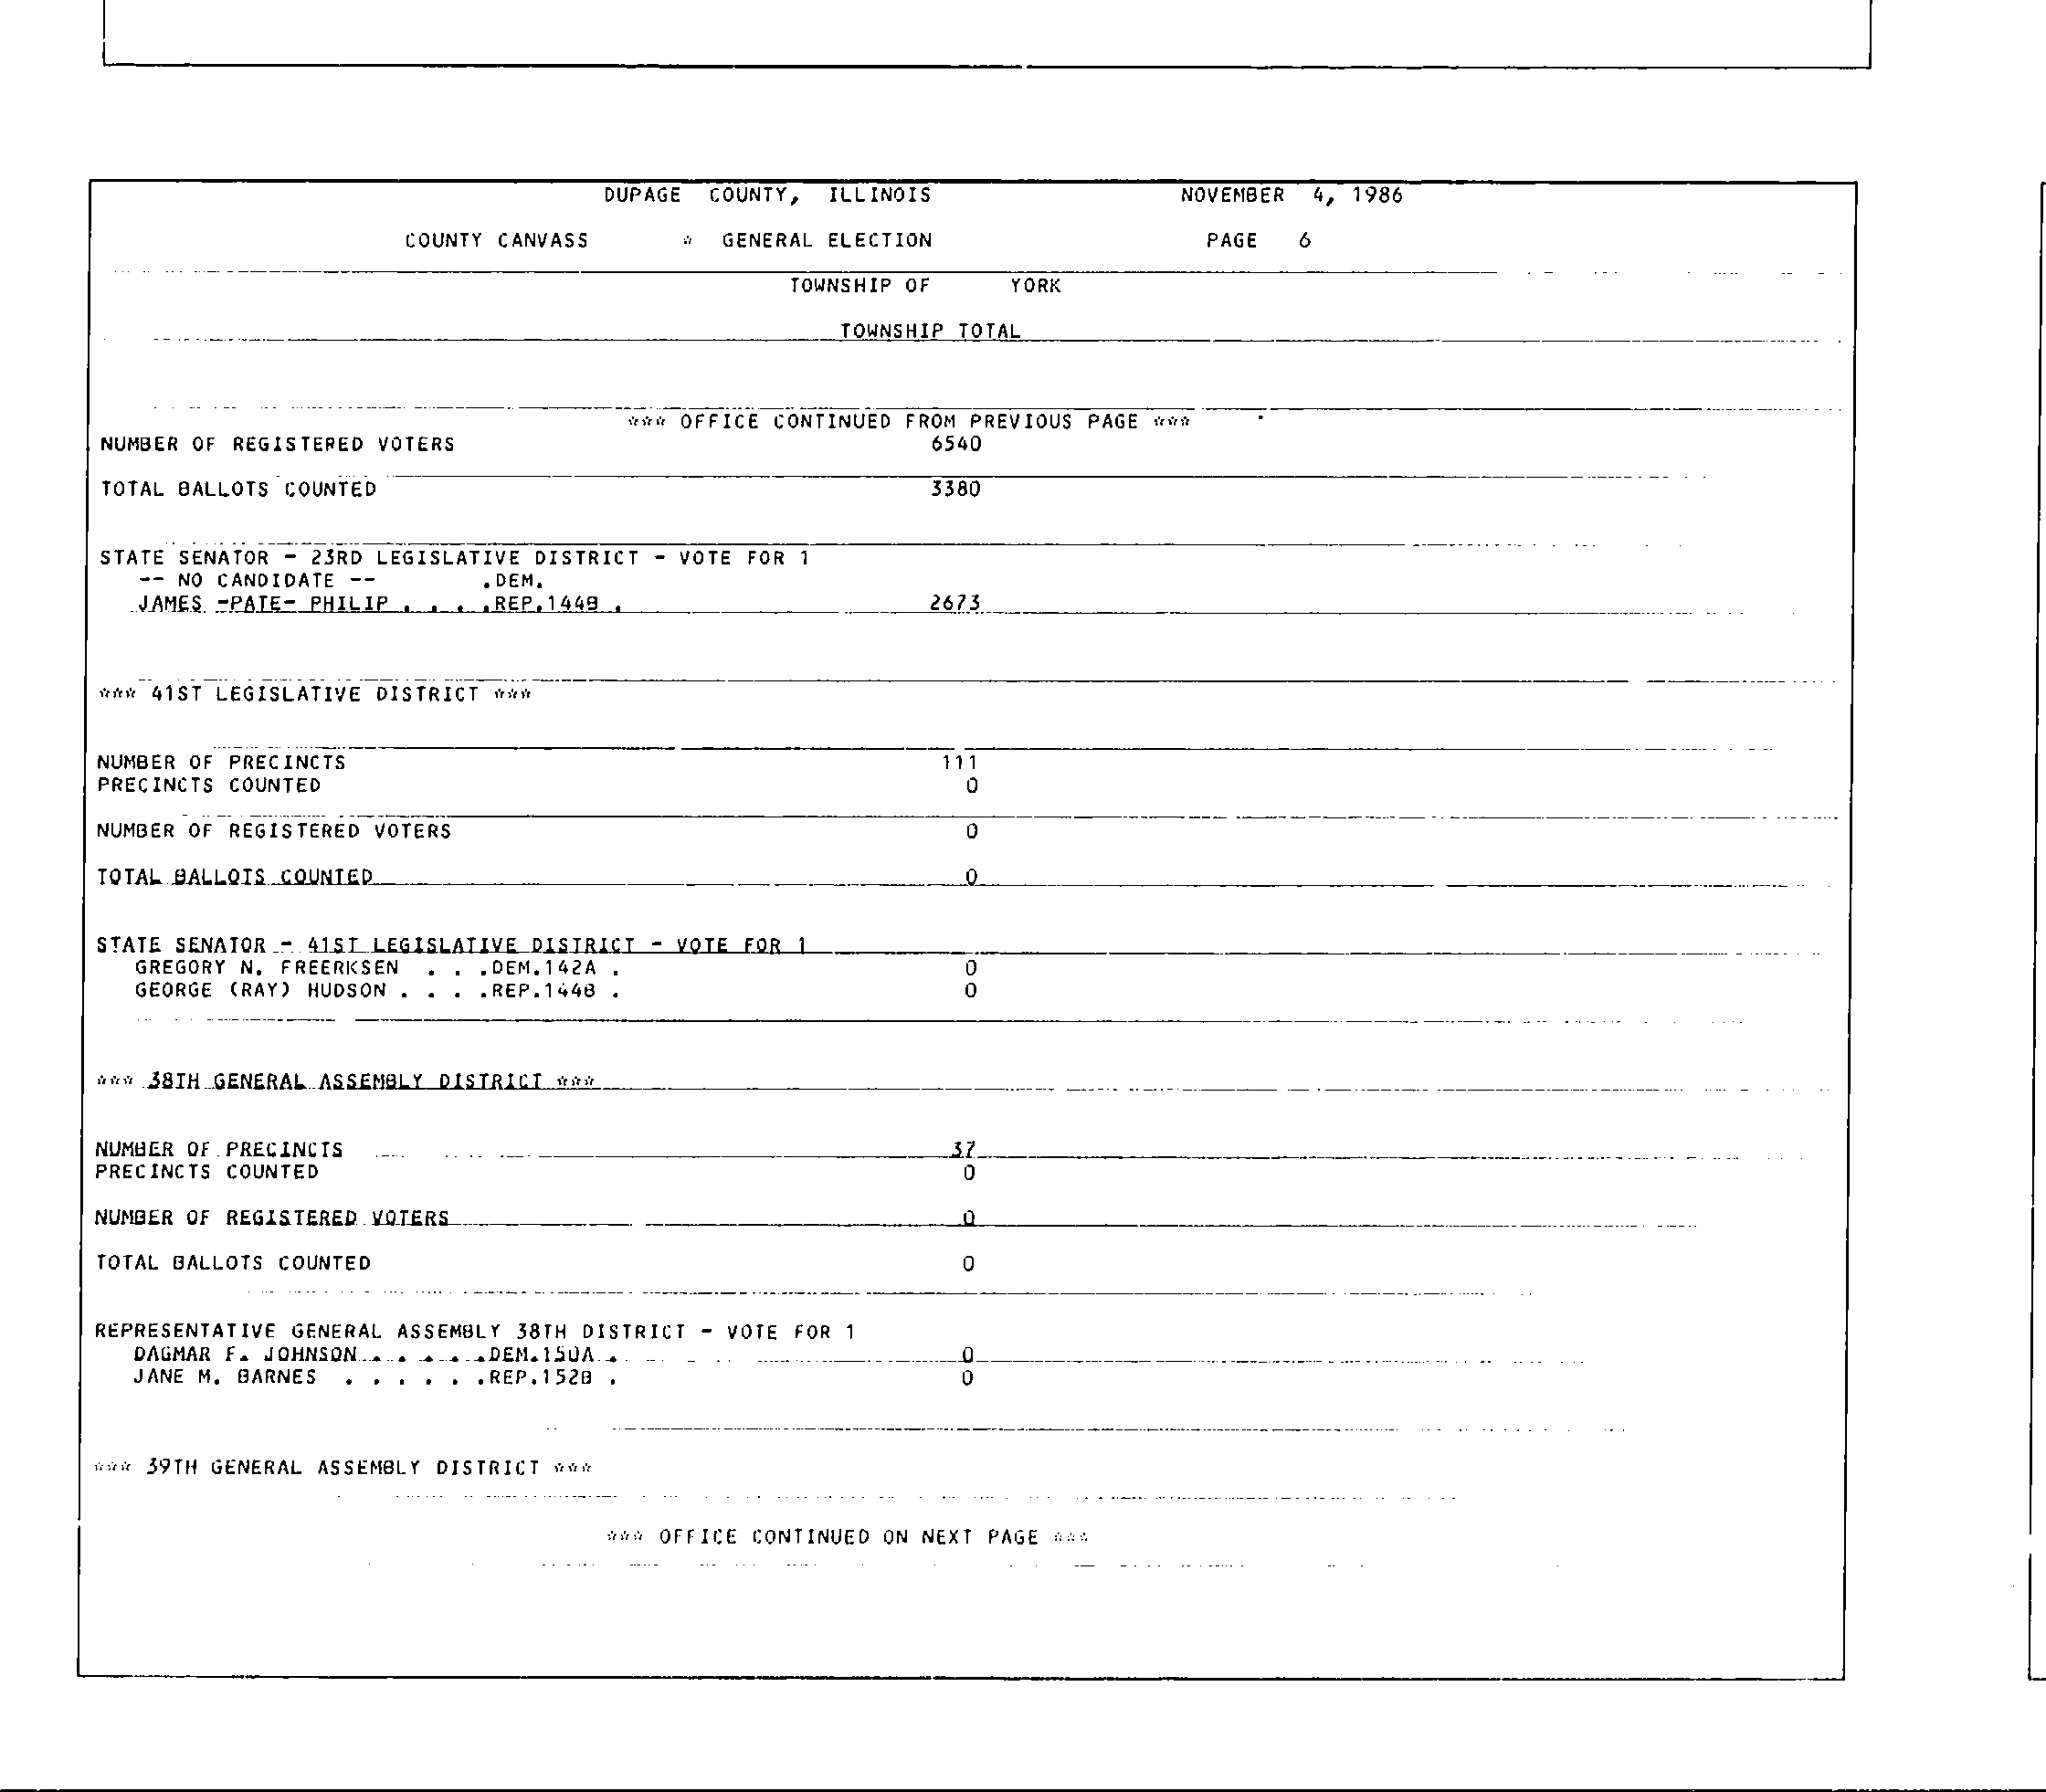 DUPAGE COUNTY, ILLINOIS NOVEMBER 4, 1986
COUNTY CANVASS * GENERAL ELECTION PAGE 6
TOWNSHIP OF YORK
TOWNSHIP TOTAL
*** OFFICE CONTINUED FROM PREVIOUS PAGE ***
NUMBER OF REGISTERED VOTERS 6540
TOTAL BALLOTS COUNTED 3380
STATE SENATOR - 23RD LEGISLATIVE DISTRICT - VOTE FOR 1
-- NO CANDIDATE -- .DEM.
JAMES -PATE- PHILIP . . . .REP.144B . 2673
*** 41ST LEGISLATIVE DISTRICT ***
NUMBER OF PRECINCTS 111
PRECINCTS COUNTED 0
NUMBER OF REGISTERED VOTERS 0
TOTAL BALLOTS COUNTED 0
STATE SENATOR - 41ST LEGISLATIVE DISTRICT - VOTE FOR 1
GREGORY N. FREERKSEN . . .DEM.142A . 0
GEORGE (RAY) HUDSON . . . .REP.144B . 0
*** 38TH GENERAL ASSEMBLY DISTRICT ***
NUMBER OF PRECINCTS 37
PRECINCTS COUNTED 0
NUMBER OF REGISTERED VOTERS 0
TOTAL BALLOTS COUNTED 0
REPRESENTATIVE GENERAL ASSEMBLY 38TH DISTRICT - VOTE FOR 1
DAGMAR F. JOHNSON . . . . .DEM.150A . 0
JANE M. BARNES . . . . . .REP.152B . 0
*** 39TH GENERAL ASSEMBLY DISTRICT ***
*** OFFICE CONTINUED ON NEXT PAGE ***